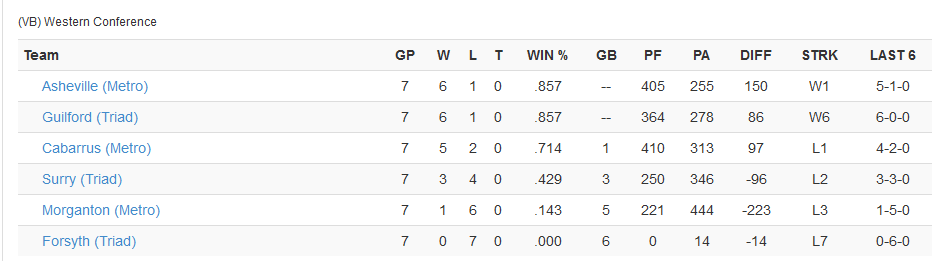 (VB) Western Conference
Team GP W L T WIN % GB PF PA DIFF STRK LAST 6
Asheville (Metro) 7 6 1 0 .857 -- 405 255 150 W1 5-1-0
Guilford (Triad) 7 6 1 0 .857 -- 364 278 86 W6 6-0-0
Cabarrus (Metro) 7 5 2 0 .714 1 410 313 97 L1 4-2-0
Surry (Triad) 7 3 4 0 .429 3 250 346 -96 L2 3-3-0
Morganton (Metro) 7 1 6 0 .143 5 221 444 -223 L3 1-5-0
Forsyth (Triad) 7 0 7 0 .000 6 0 14 -14 L7 0-6-0